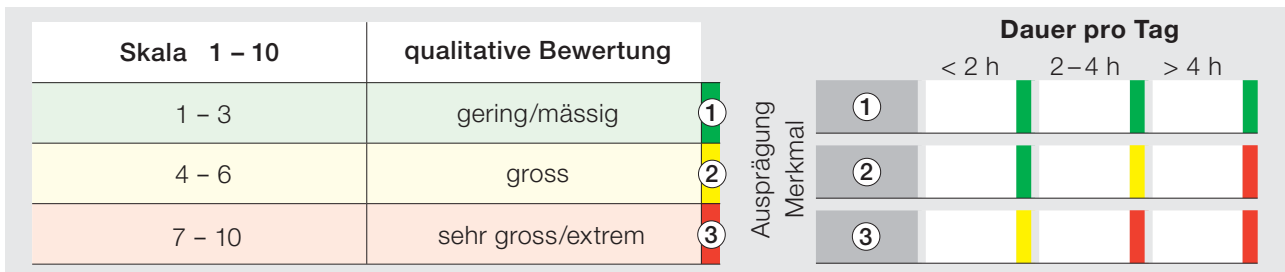 Skala 1 – 10
qualitative Bewertung
1 – 3
gering/mässig
1
4 – 6
gross
2
7 – 10
sehr gross/extrem
3
Ausprägung
Merkmal
Dauer pro Tag
< 2 h
2 – 4 h
> 4 h
1
2
3